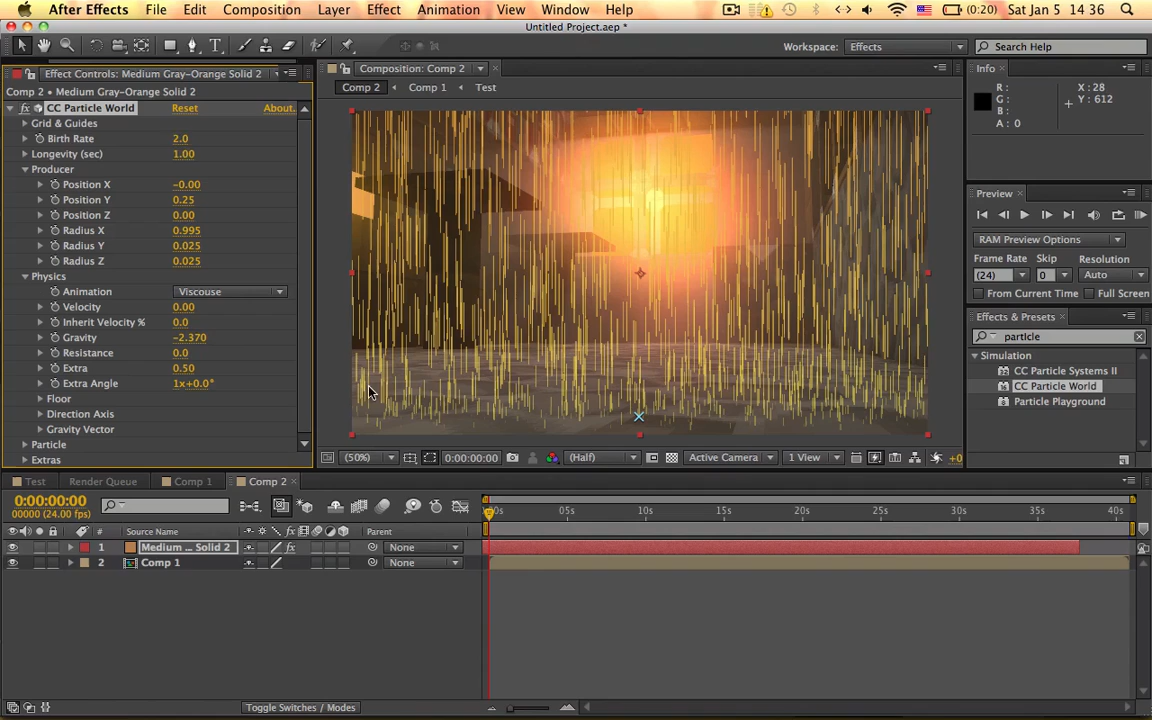 After Effects File Edit Composition Layer Effect Animation View Window Help (0:20) Sat Jan 5 14 36
Untitled Project.aep *
Workspace: Effects Search Help
Effect Controls: Medium Gray-Orange Solid 2
Composition: Comp 2
Info
Comp 2 • Medium Gray-Orange Solid 2
Comp 2 Comp 1 Test
R: X : 28
G: Y : 612
B:
A : 0
fx CC Particle World Reset About...
Grid & Guides
Birth Rate 2.0
Longevity (sec) 1.00
Producer
Position X -0.00
Position Y 0.25
Position Z 0.00
Radius X 0.995
Radius Y 0.025
Radius Z 0.025
Physics
Animation Viscouse
Velocity 0.00
Inherit Velocity % 0.0
Gravity -2.370
Resistance 0.0
Extra 0.50
Extra Angle 1x+0.0°
Floor
Direction Axis
Gravity Vector
Particle
Extras
Preview
RAM Preview Options
Frame Rate Skip Resolution
(24) 0 Auto
From Current Time Full Screen
Effects & Presets
particle
Simulation
CC Particle Systems II
CC Particle World
Particle Playground
(50%) 0:00:00:00 (Half) Active Camera 1 View +0
Test Render Queue Comp 1 Comp 2
0:00:00:00
00000 (24.00 fps)
00s 05s 10s 15s 20s 25s 30s 35s 40s
# Source Name fx Parent
1 Medium ... Solid 2 fx None
2 Comp 1 None
Toggle Switches / Modes